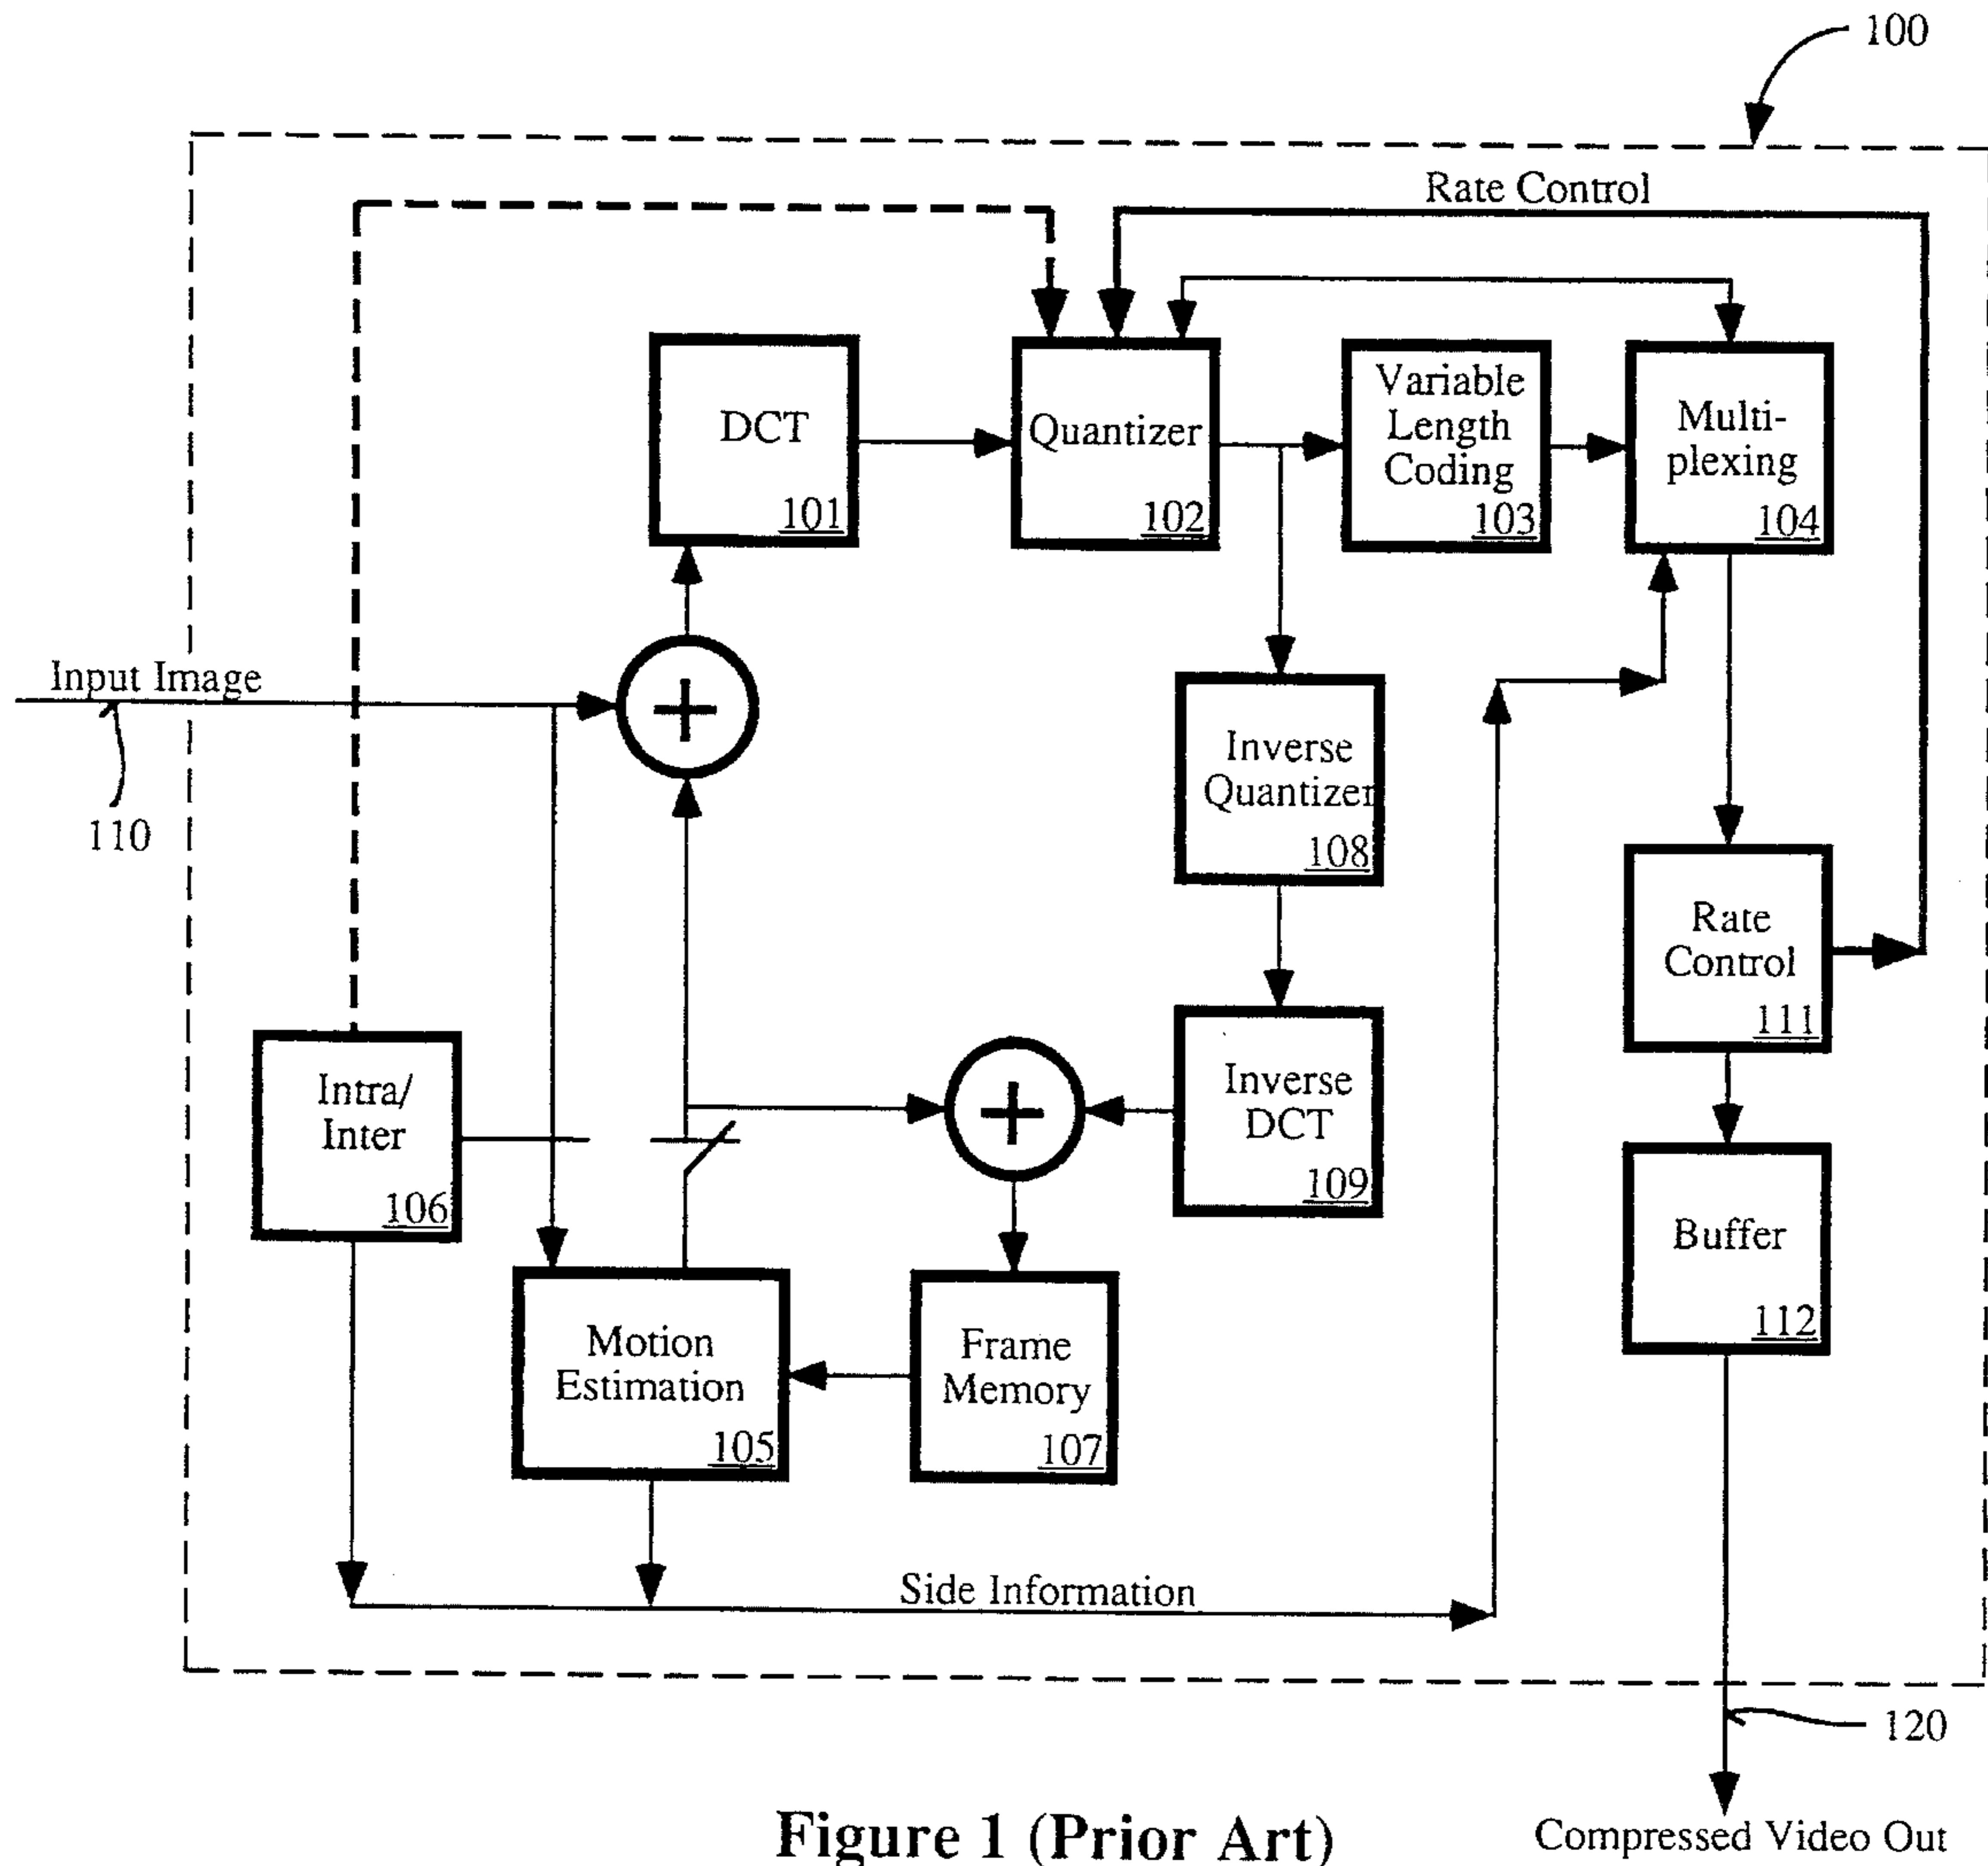 100
Rate Control
DCT
101
Quantizer
102
Variable
Length
Coding
103
Multi-
plexing
104
Input Image
110
Inverse
Quantizer
108
Rate
Control
111
Intra/
Inter
106
Inverse
DCT
109
Buffer
112
Motion
Estimation
105
Frame
Memory
107
Side Information
120
Compressed Video Out
Figure 1 (Prior Art)